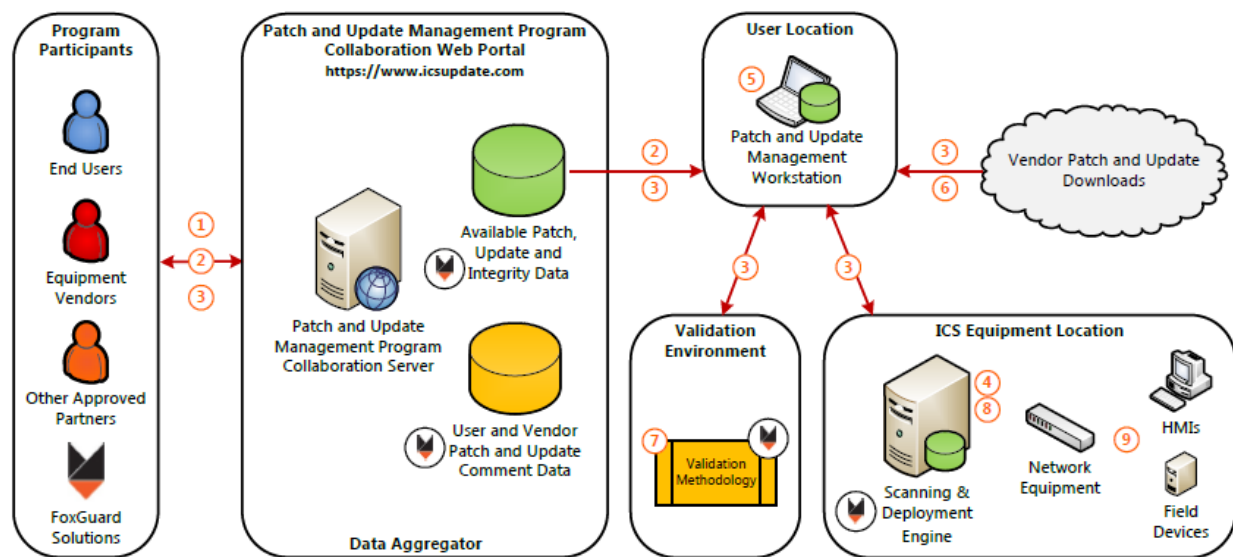 Program
Participants
End Users
Equipment
Vendors
Other Approved
Partners
FoxGuard
Solutions
1
2
3
Patch and Update Management Program
Collaboration Web Portal
https://www.icsupdate.com
Available Patch,
Update and
Integrity Data
Patch and Update
Management Program
Collaboration Server
User and Vendor
Patch and Update
Comment Data
Data Aggregator
2
3
User Location
5
Patch and Update
Management
Workstation
3
6
Vendor Patch and Update
Downloads
3
3
Validation
Environment
7
Validation
Methodology
ICS Equipment Location
4
8
Scanning &
Deployment
Engine
Network
Equipment
9
HMIs
Field
Devices